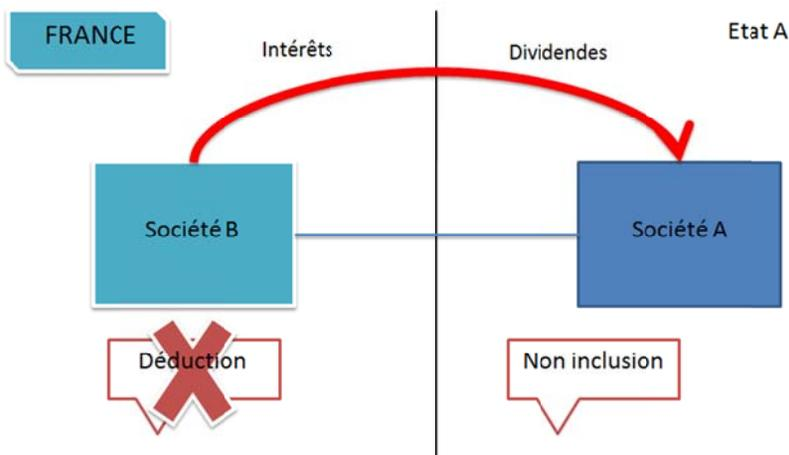 FRANCE
Intérêts
Dividendes
Etat A
Société B
Société A
Déduction
Non inclusion